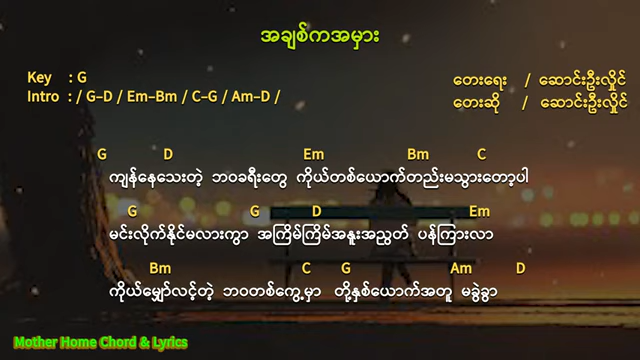 အချစ်ကအမှား
Key : G
Intro : / G-D / Em-Bm / C-G / Am-D /
တေးရေး / ဆောင်းဦးလှိုင်
တေးဆို / ဆောင်းဦးလှိုင်
G D Em Bm C
ကျန်နေသေးတဲ့ ဘဝခရီးတွေ ကိုယ်တစ်ယောက်တည်းမသွားတော့ပါ
G G D Em
မင်းလိုက်နိုင်မလားကွာ အကြိမ်ကြိမ်အနူးအညွတ် ပန်ကြားလာ
Bm C G Am D
ကိုယ်မျှော်လင့်တဲ့ ဘဝတစ်ကွေ့မှာ တို့နှစ်ယောက်အတူ မခွဲခွာ
Mother Home Chord & Lyrics